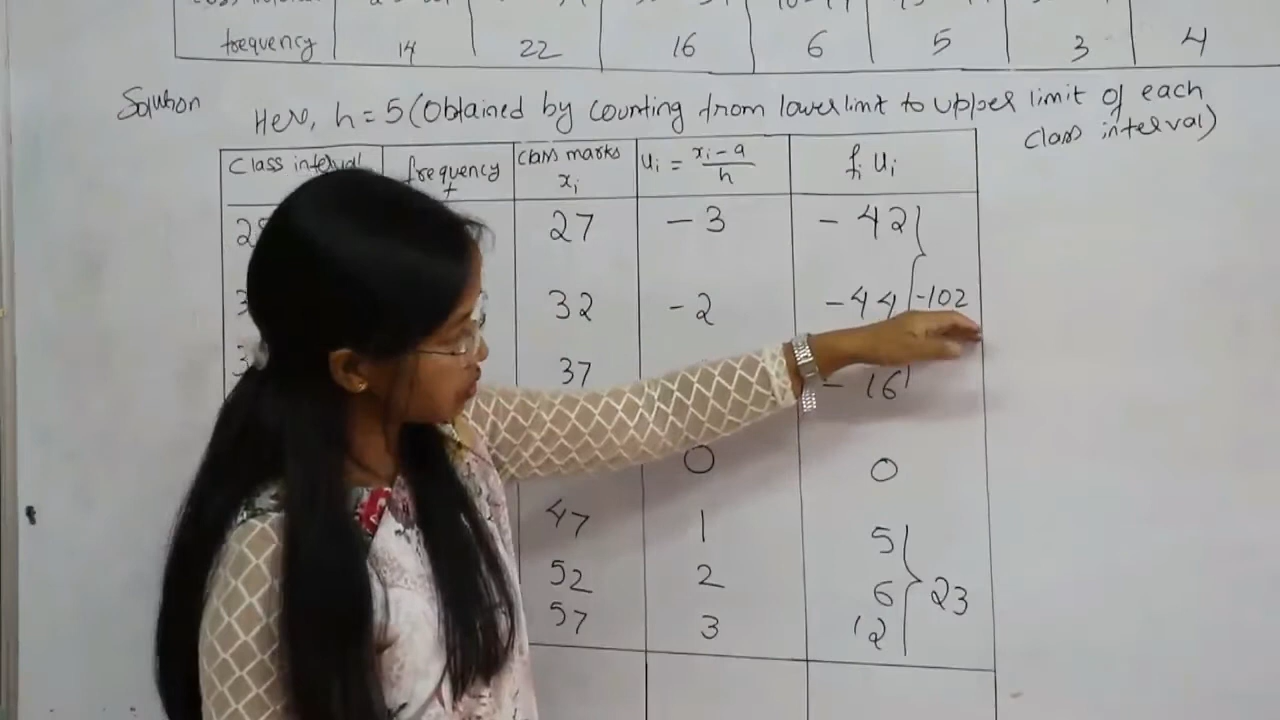 frequency 14 22 16 6 5 3 4
Solution
Here, h = 5 (Obtained by counting from lower limit to upper limit of each
class interval)
Class interval frequency f class marks xi ui = xi - a / h fi ui
27 - 3 - 42
32 - 2 - 44 -102
37 - 16
0 0
47 1 5
52 2 6 23
57 3 12